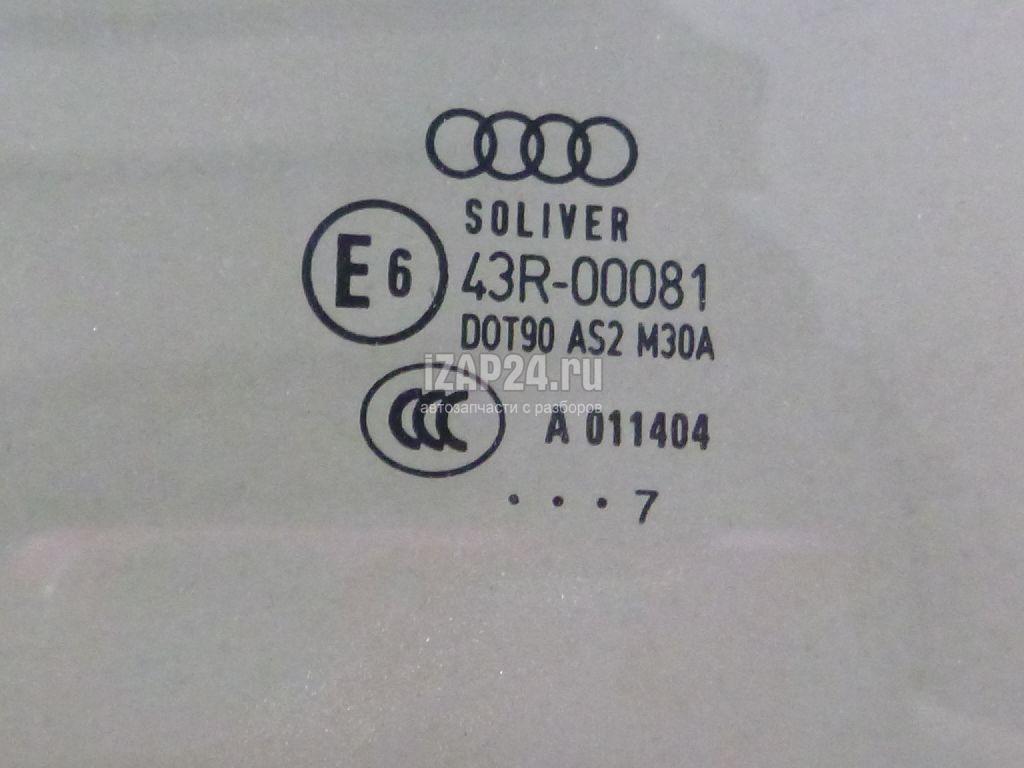 SOLIVER
E6 43R-00081
DOT90 AS2 M30A
iZAP24.ru
автозапчасти с разборов
CCC A 011404
. . . 7